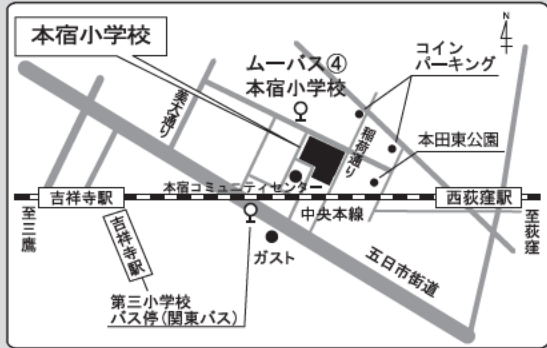 N
本宿小学校
ムーバス④
本宿小学校
コイン
パーキング
美大通り
稲荷通り
本田東公園
本宿コミュニティセンター
吉祥寺駅
西荻窪駅
中央本線
至三鷹
至荻窪
吉祥寺駅
ガスト
五日市街道
第三小学校
バス停(関東バス)